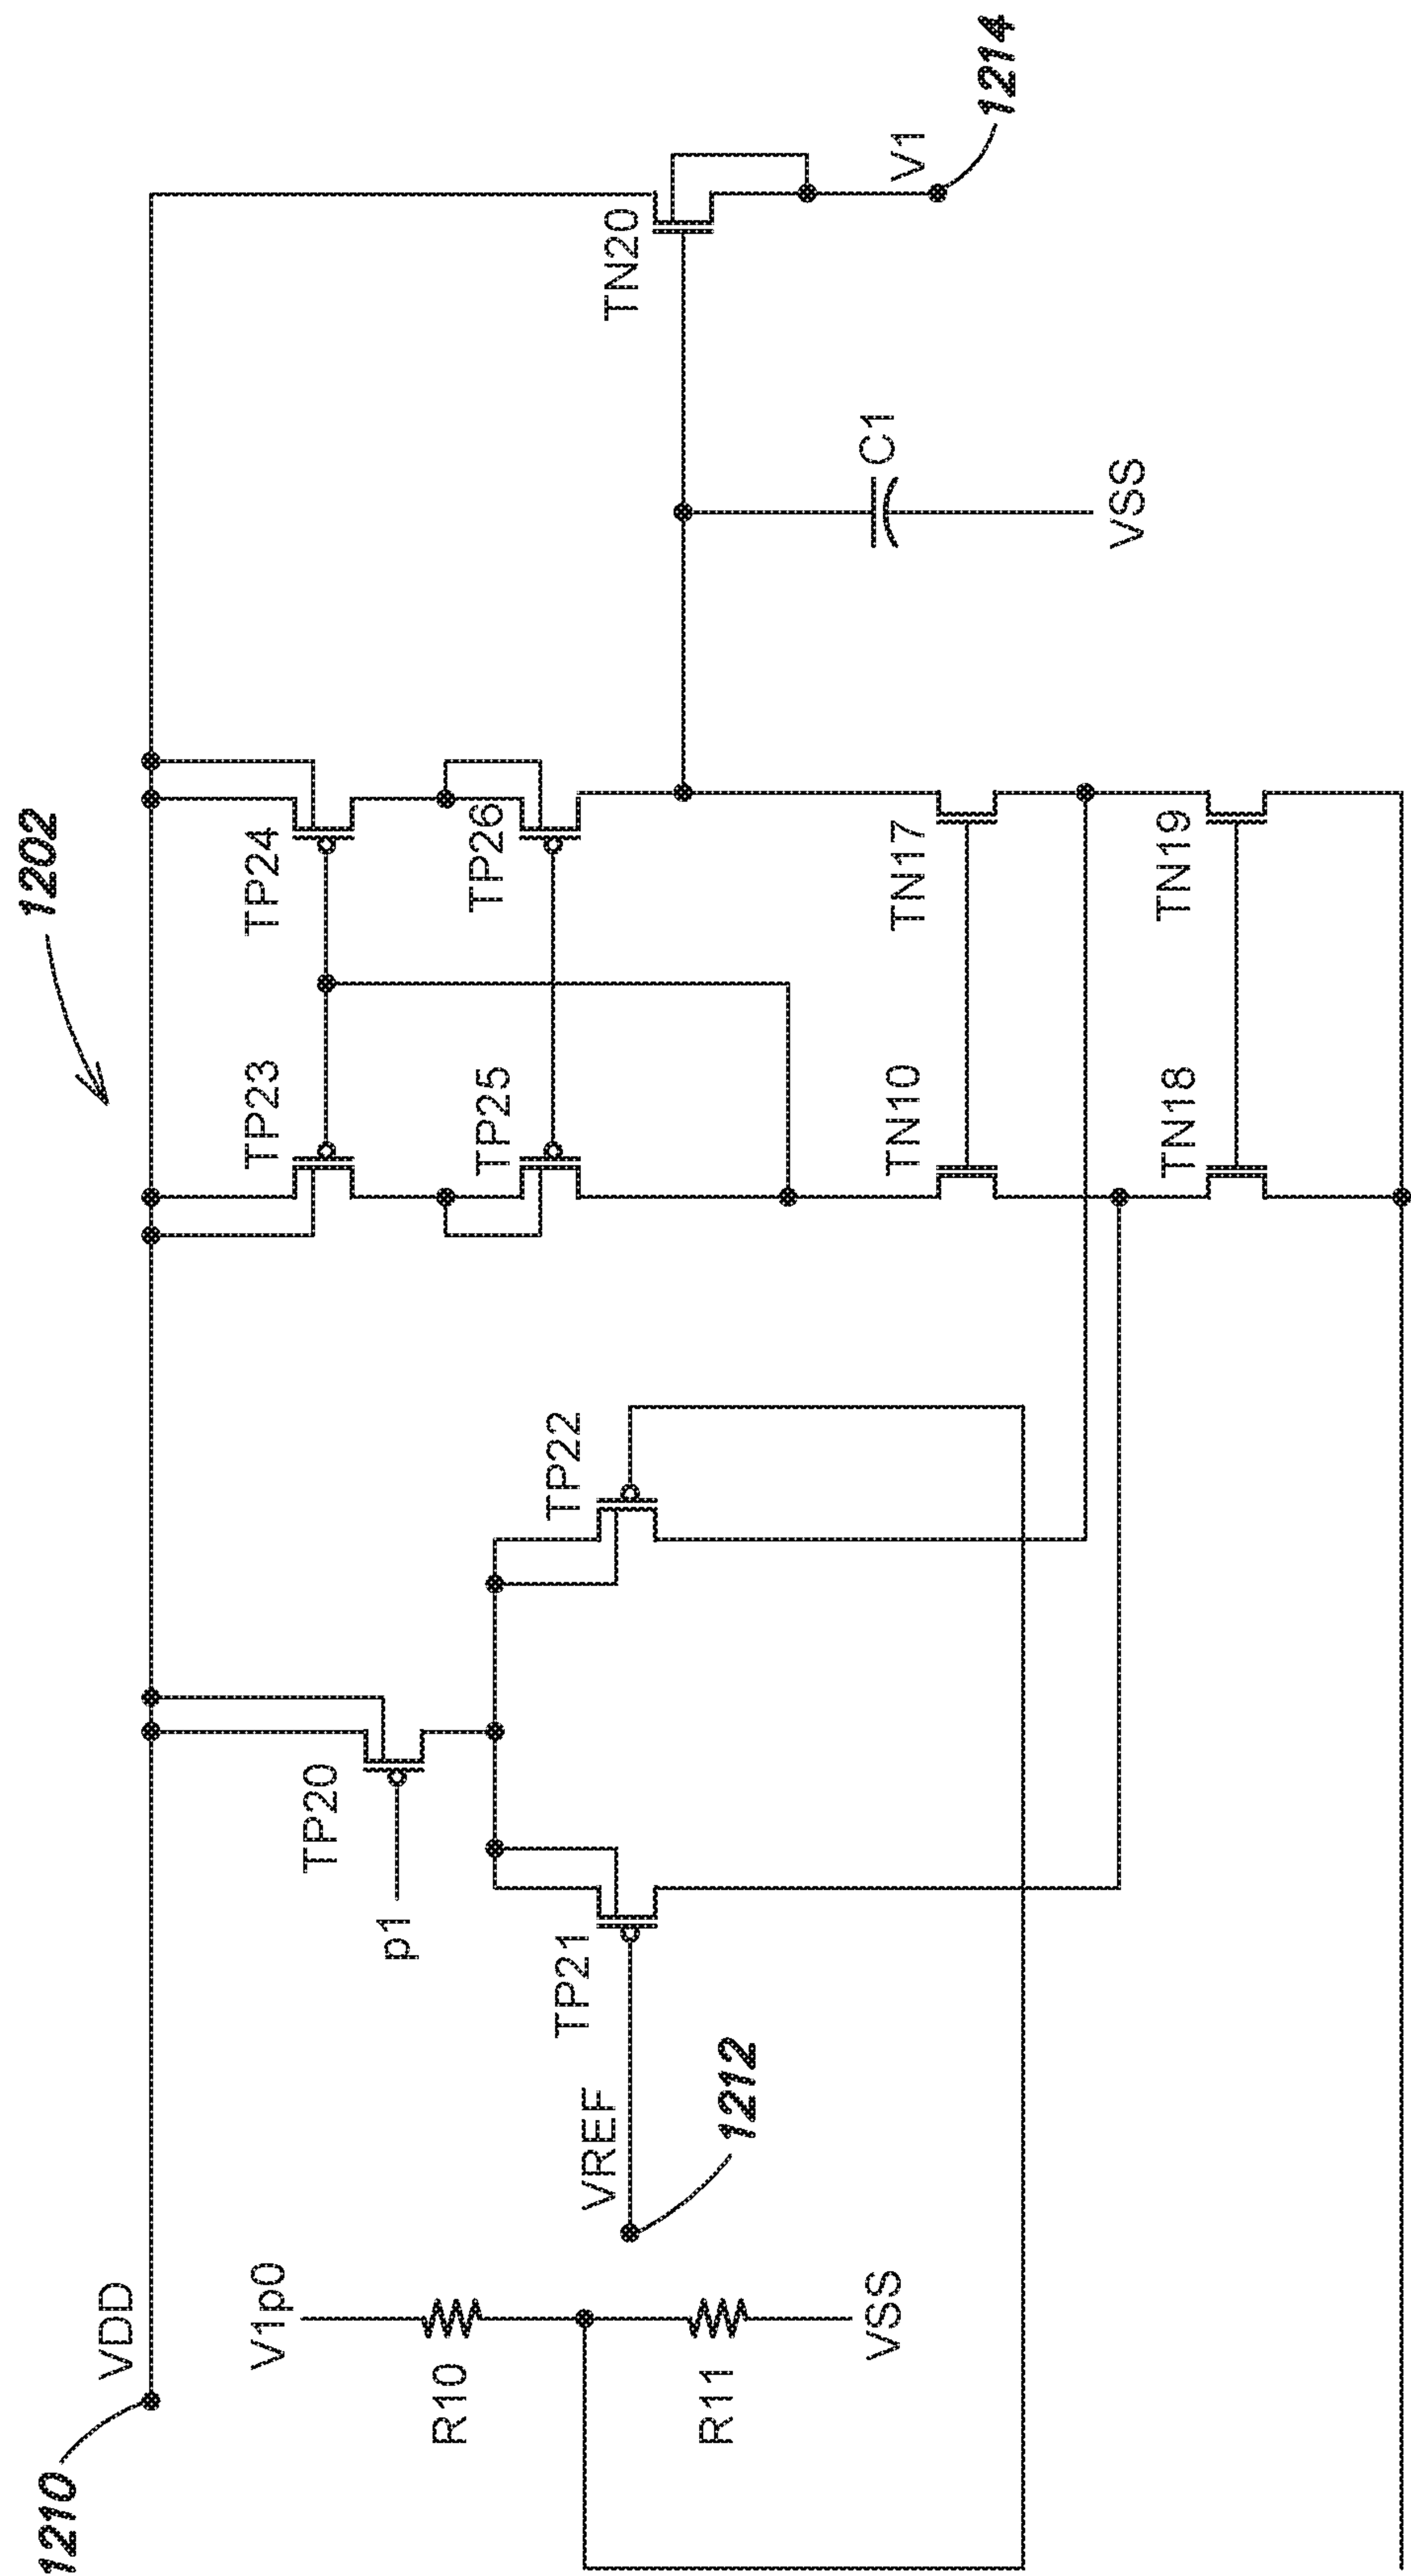 1202
1210
VDD
V1p0
R10
R11
VSS
VREF
1212
p1
TP20
TP21
TP22
TP23
TP24
TP25
TP26
TN10
TN17
TN18
TN19
TN20
C1
VSS
V1
1214